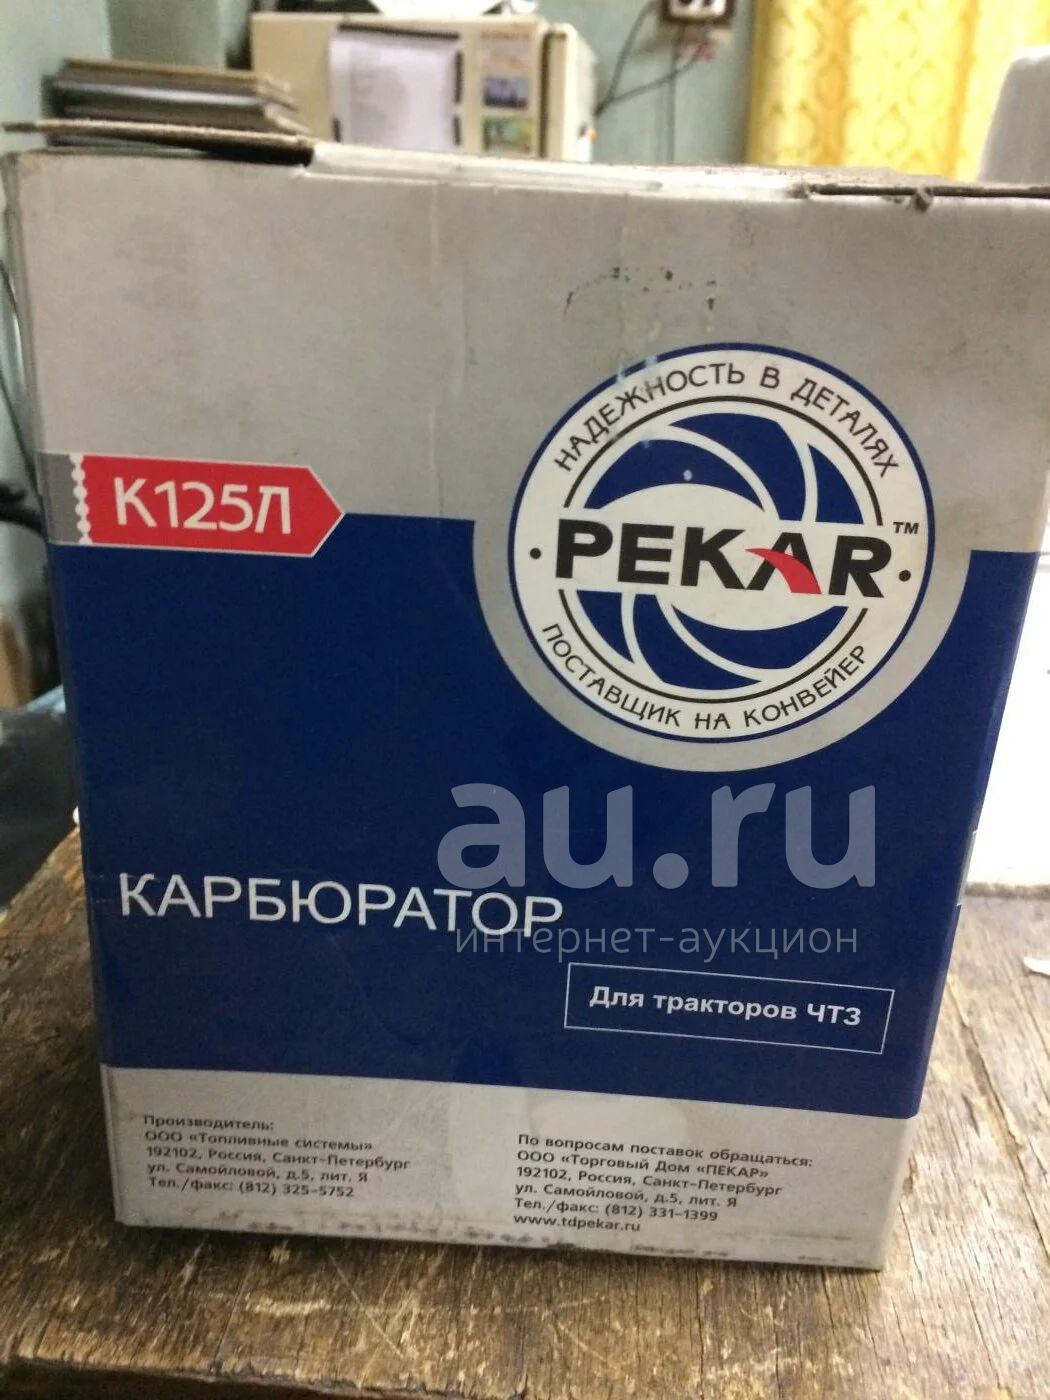 НАДЕЖНОСТЬ В ДЕТАЛЯХ
К125Л
PEKAR™
ПОСТАВЩИК НА КОНВЕЙЕР
au.ru
интернет-аукцион
КАРБЮРАТОР
Для тракторов ЧТЗ
Производитель:
ООО «Топливные системы»
192102, Россия, Санкт-Петербург
ул. Самойловой, д.5, лит. Я
Тел./факс: (812) 325-5752
По вопросам поставок обращаться:
ООО «Торговый Дом «ПЕКАР»
192102, Россия, Санкт-Петербург
ул. Самойловой, д.5, лит. Я
Тел./факс: (812) 331-1399
www.tdpekar.ru